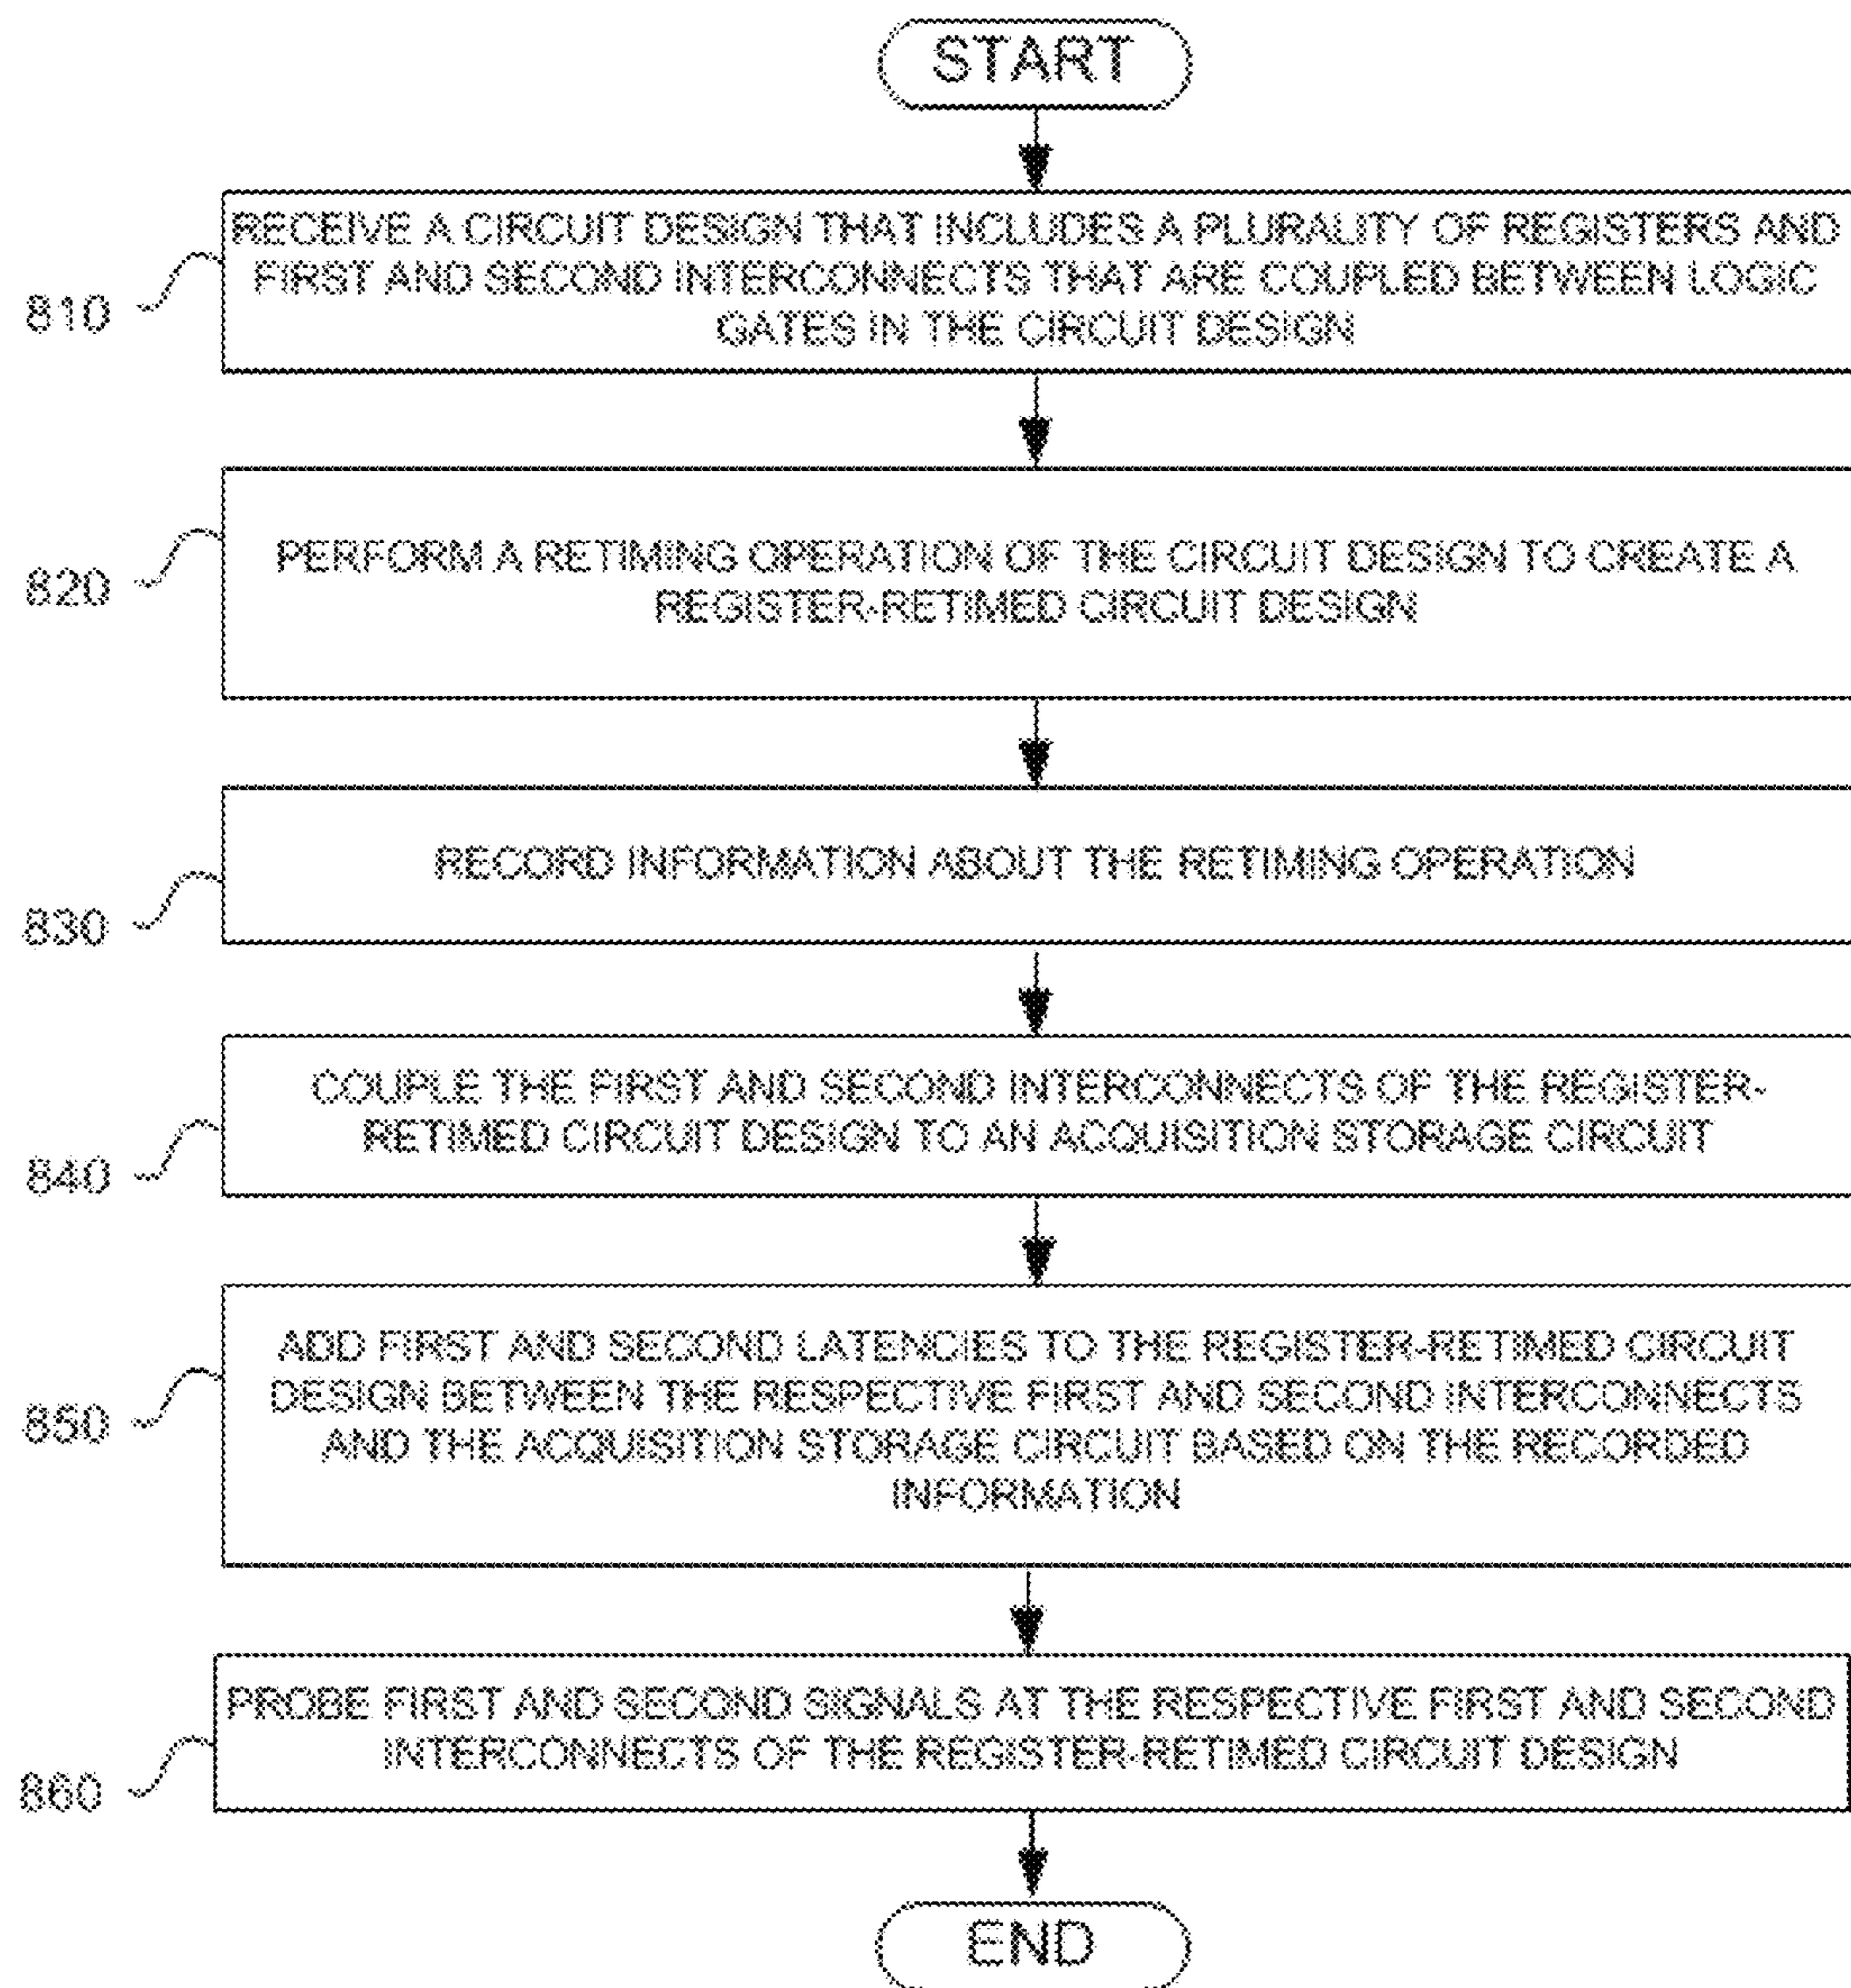 START
810
RECEIVE A CIRCUIT DESIGN THAT INCLUDES A PLURALITY OF REGISTERS AND
FIRST AND SECOND INTERCONNECTS THAT ARE COUPLED BETWEEN LOGIC
GATES IN THE CIRCUIT DESIGN
820
PERFORM A RETIMING OPERATION OF THE CIRCUIT DESIGN TO CREATE A
REGISTER-RETIMED CIRCUIT DESIGN
830
RECORD INFORMATION ABOUT THE RETIMING OPERATION
840
COUPLE THE FIRST AND SECOND INTERCONNECTS OF THE REGISTER-
RETIMED CIRCUIT DESIGN TO AN ACQUISITION STORAGE CIRCUIT
850
ADD FIRST AND SECOND LATENCIES TO THE REGISTER-RETIMED CIRCUIT
DESIGN BETWEEN THE RESPECTIVE FIRST AND SECOND INTERCONNECTS
AND THE ACQUISITION STORAGE CIRCUIT BASED ON THE RECORDED
INFORMATION
860
PROBE FIRST AND SECOND SIGNALS AT THE RESPECTIVE FIRST AND SECOND
INTERCONNECTS OF THE REGISTER-RETIMED CIRCUIT DESIGN
END